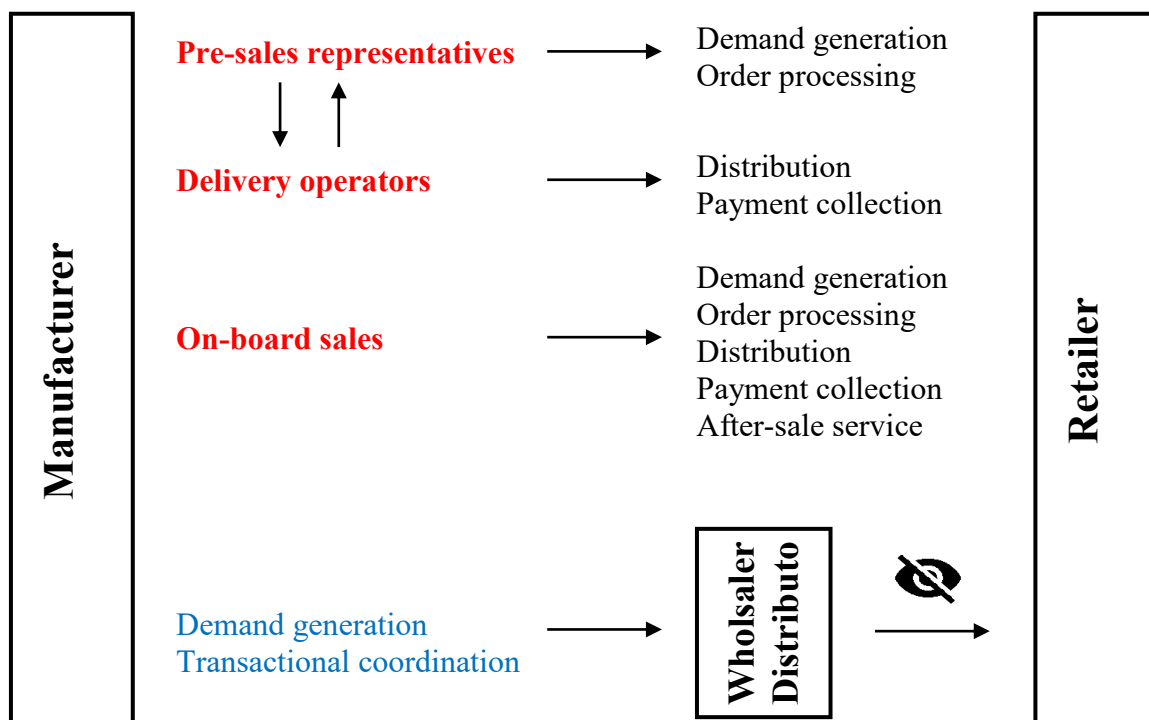 Manufacturer
Pre-sales representatives
Demand generation
Order processing
Delivery operators
Distribution
Payment collection
On-board sales
Demand generation
Order processing
Distribution
Payment collection
After-sale service
Demand generation
Transactional coordination
Wholsaler
Distributo
Retailer